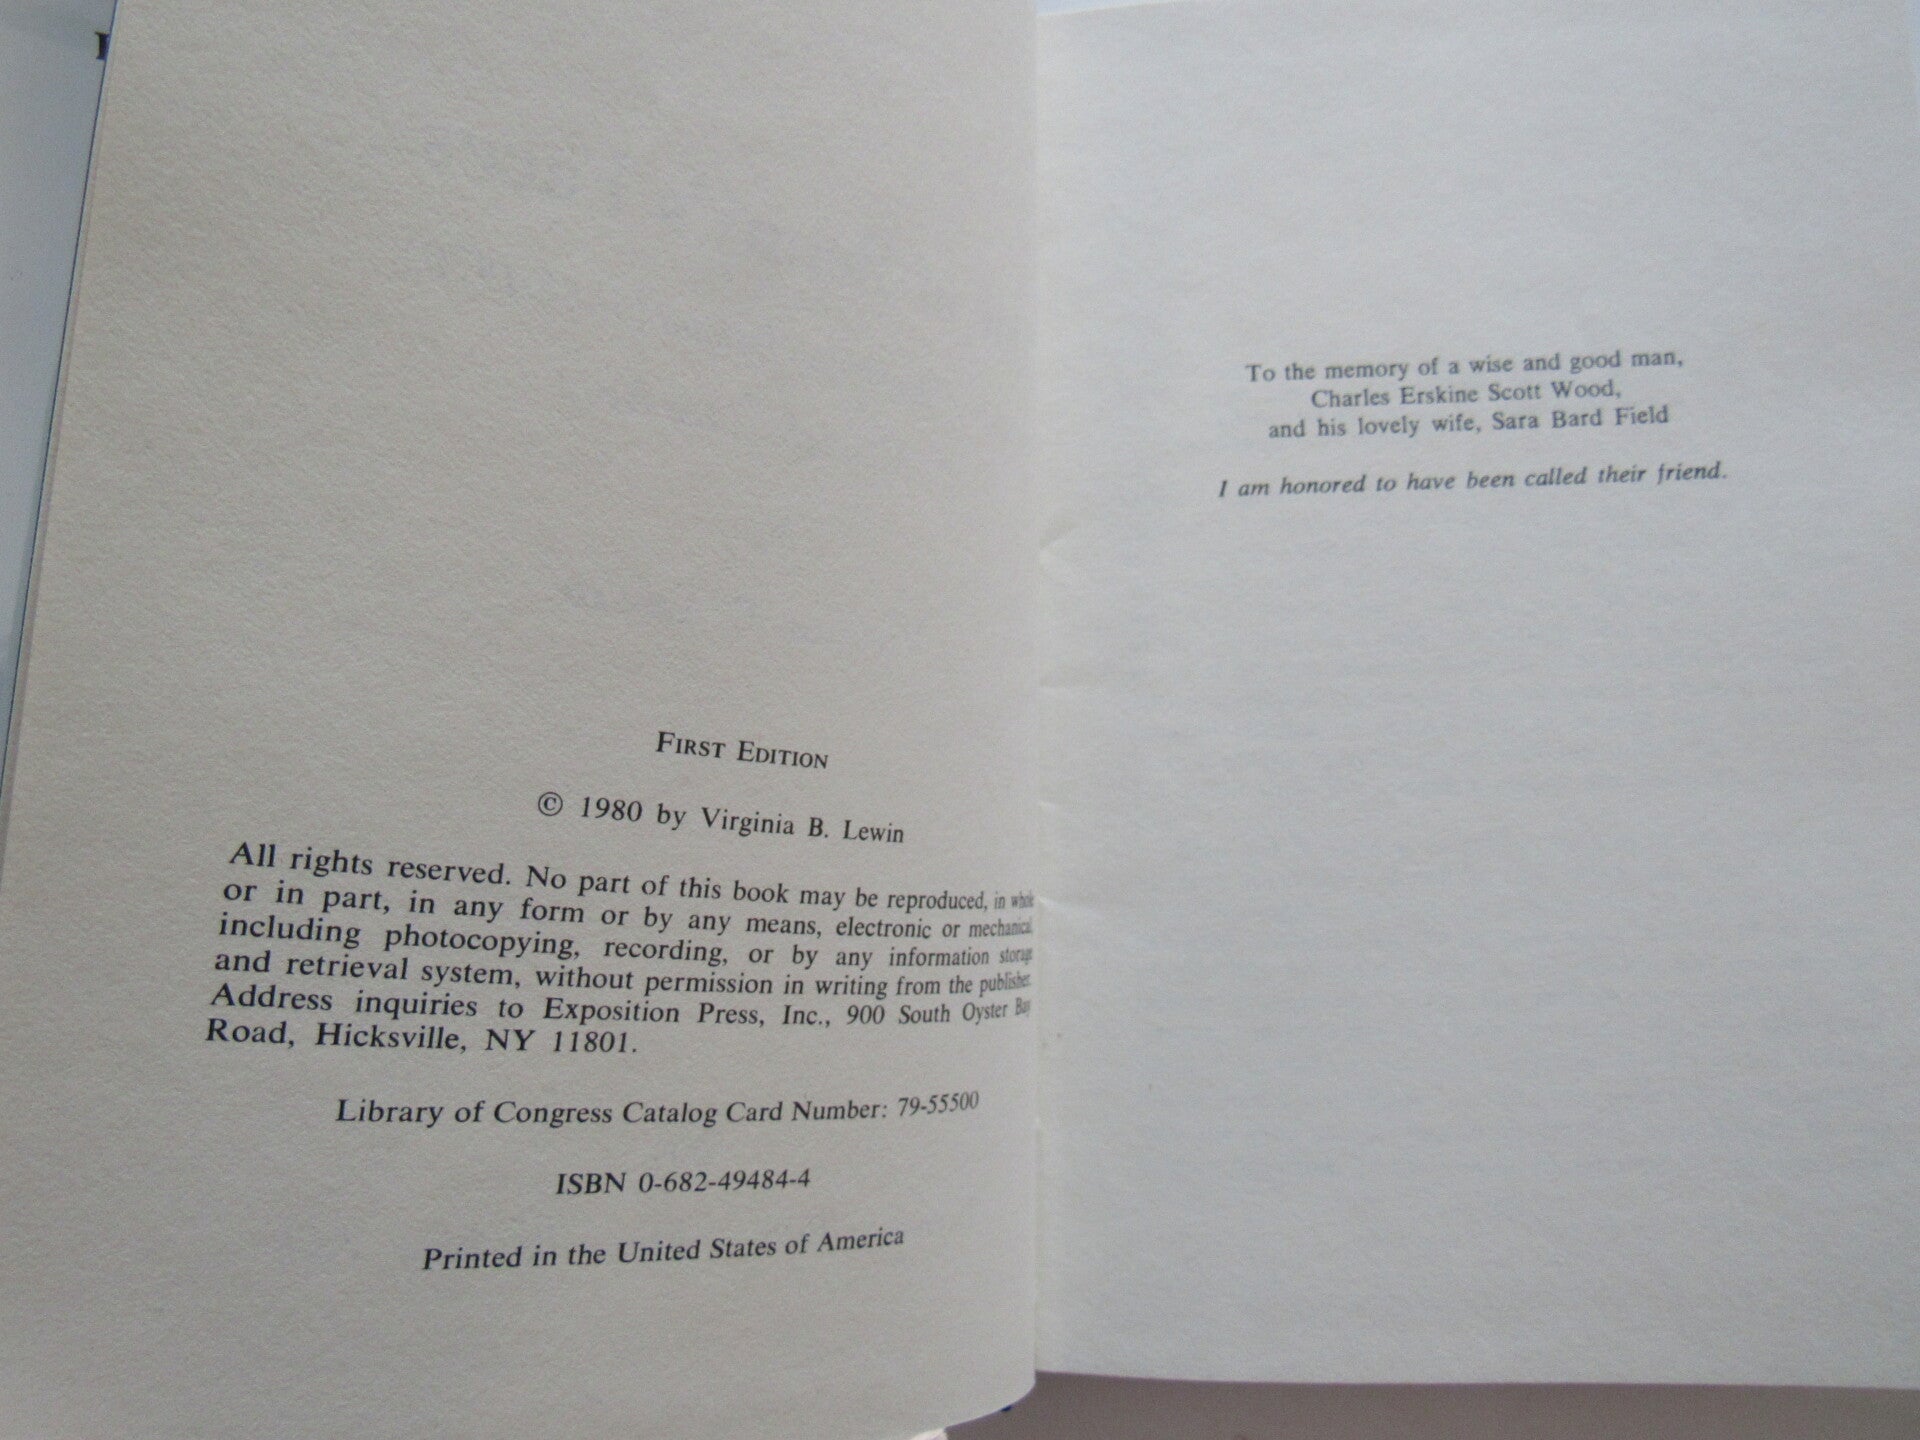 FIRST EDITION
© 1980 by Virginia B. Lewin
All rights reserved. No part of this book may be reproduced, in whole
or in part, in any form or by any means, electronic or mechanical
including photocopying, recording, or by any information storage
and retrieval system, without permission in writing from the publisher.
Address inquiries to Exposition Press, Inc., 900 South Oyster Bay
Road, Hicksville, NY 11801.
Library of Congress Catalog Card Number: 79-55500
ISBN 0-682-49484-4
Printed in the United States of America
To the memory of a wise and good man,
Charles Erskine Scott Wood,
and his lovely wife, Sara Bard Field
I am honored to have been called their friend.